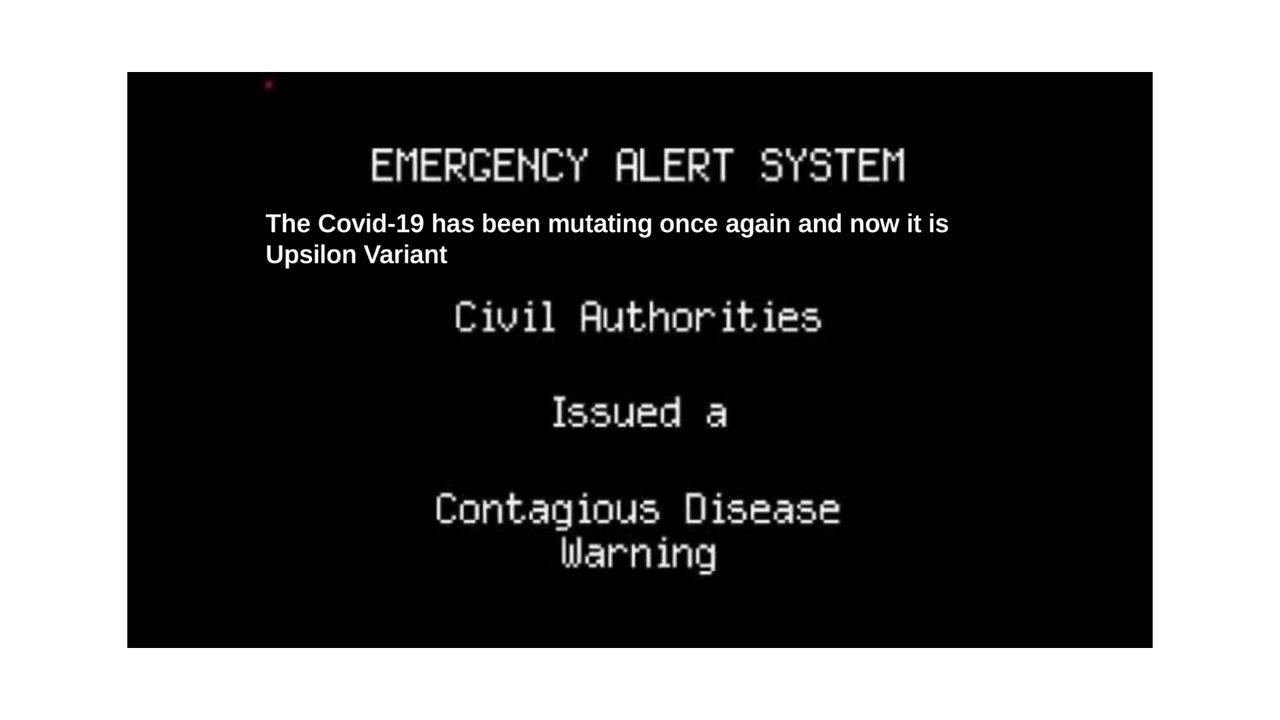 EMERGENCY ALERT SYSTEM
The Covid-19 has been mutating once again and now it is
Upsilon Variant
Civil Authorities
Issued a
Contagious Disease
Warning